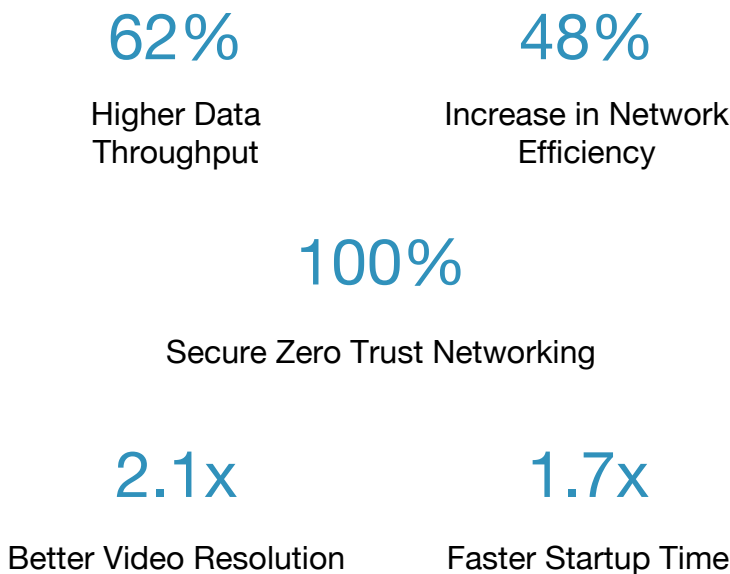 62%
Higher Data
Throughput
48%
Increase in Network
Efficiency
100%
Secure Zero Trust Networking
2.1x
Better Video Resolution
1.7x
Faster Startup Time